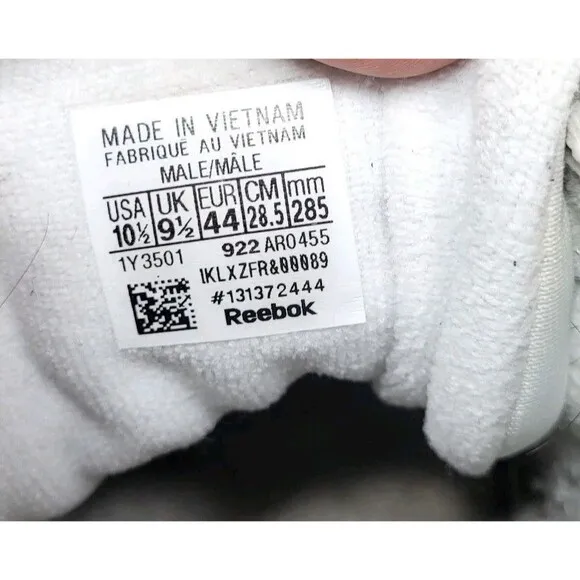 MADE IN VIETNAM
FABRIQUÉ AU VIETNAM
MALE/MÂLE
USA UK EUR CM mm
10½ 9½ 44 28.5 285
1Y3501 922 AR0455
IKLXZFR&00089
#131372444
Reebok